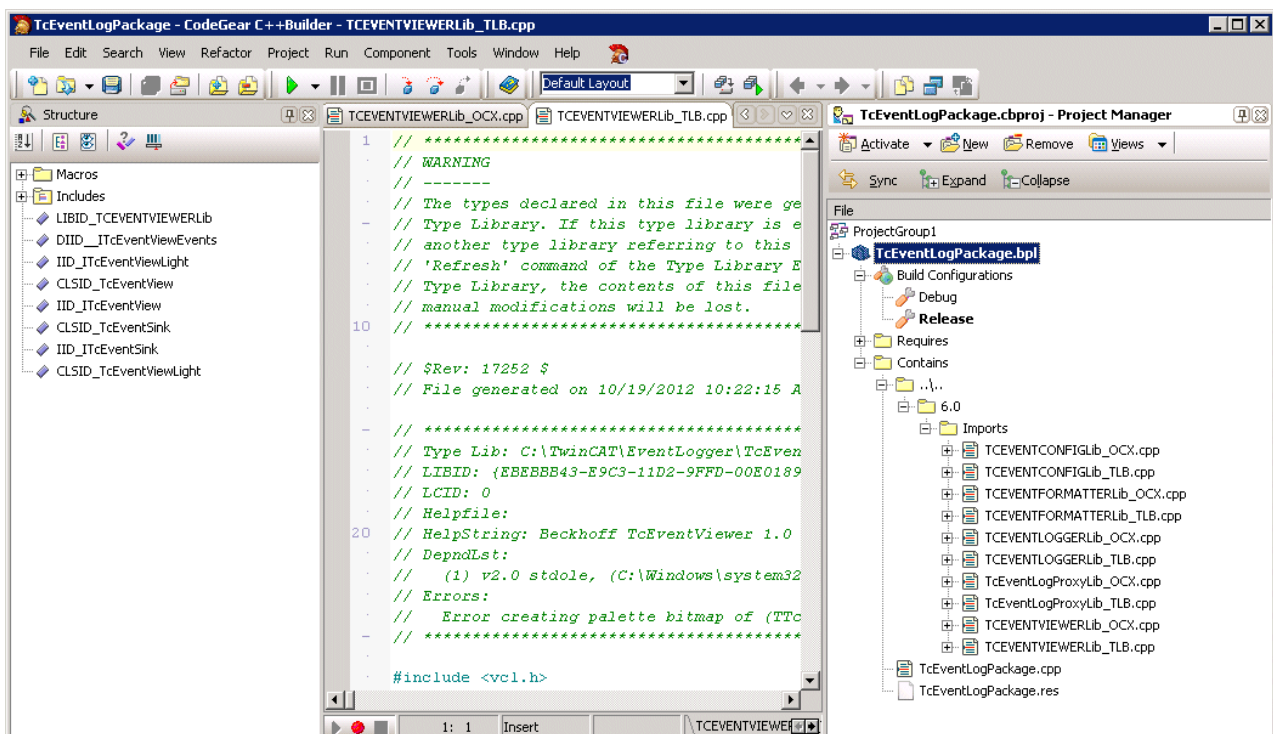 TcEventLogPackage - CodeGear C++Builder - TCEVENTVIEWERLib_TLB.cpp
File Edit Search View Refactor Project Run Component Tools Window Help
Default Layout
Structure
Macros
Includes
LIBID_TCEVENTVIEWERLib
DIID__ITcEventViewEvents
IID_ITcEventViewLight
CLSID_TcEventView
IID_ITcEventView
CLSID_TcEventSink
IID_ITcEventSink
CLSID_TcEventViewLight
TCEVENTVIEWERLib_OCX.cpp TCEVENTVIEWERLib_TLB.cpp
1 // ****************************************
// WARNING
// -------
// The types declared in this file were ge
// Type Library. If this type library is e
// another type library referring to this
// 'Refresh' command of the Type Library E
// Type Library, the contents of this file
// manual modifications will be lost.
10 // ****************************************
// $Rev: 17252 $
// File generated on 10/19/2012 10:22:15 A
// ****************************************
// Type Lib: C:\TwinCAT\EventLogger\TcEven
// LIBID: {EBEBBB43-E9C3-11D2-9FFD-00E0189
// LCID: 0
// Helpfile:
20 // HelpString: Beckhoff TcEventViewer 1.0
// DepndLst:
// (1) v2.0 stdole, (C:\Windows\system32
// Errors:
// Error creating palette bitmap of (TTc
// ****************************************
#include <vcl.h>
1: 1 Insert TCEVENTVIEWER
TcEventLogPackage.cbproj - Project Manager
Activate New Remove Views
Sync Expand Collapse
File
ProjectGroup1
TcEventLogPackage.bpl
Build Configurations
Debug
Release
Requires
Contains
..\..
6.0
Imports
TCEVENTCONFIGLib_OCX.cpp
TCEVENTCONFIGLib_TLB.cpp
TCEVENTFORMATTERLib_OCX.cpp
TCEVENTFORMATTERLib_TLB.cpp
TCEVENTLOGGERLib_OCX.cpp
TCEVENTLOGGERLib_TLB.cpp
TcEventLogProxyLib_OCX.cpp
TcEventLogProxyLib_TLB.cpp
TCEVENTVIEWERLib_OCX.cpp
TCEVENTVIEWERLib_TLB.cpp
TcEventLogPackage.cpp
TcEventLogPackage.res